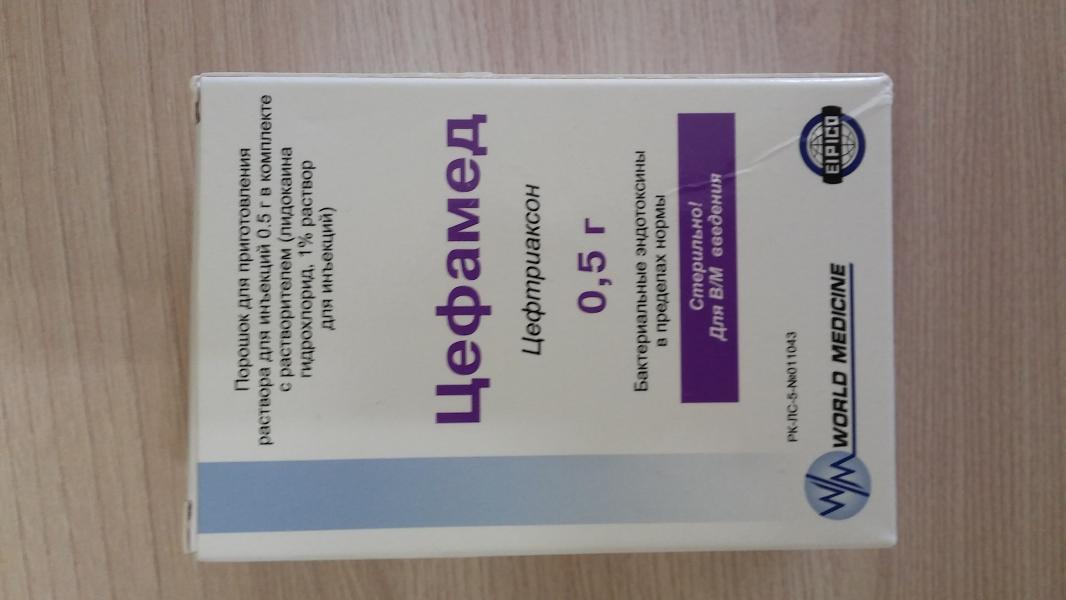 Порошок для приготовления
раствора для инъекций 0.5 г в комплекте
с растворителем (лидокаина
гидрохлорид, 1% раствор
для инъекций)
Цефамед
Цефтриаксон
0,5 г
Бактериальные эндотоксины
в пределах нормы
Стерильно!
Для В/М введения
РК-ЛС-5-№011043
WM WORLD MEDICINE
EIPICO